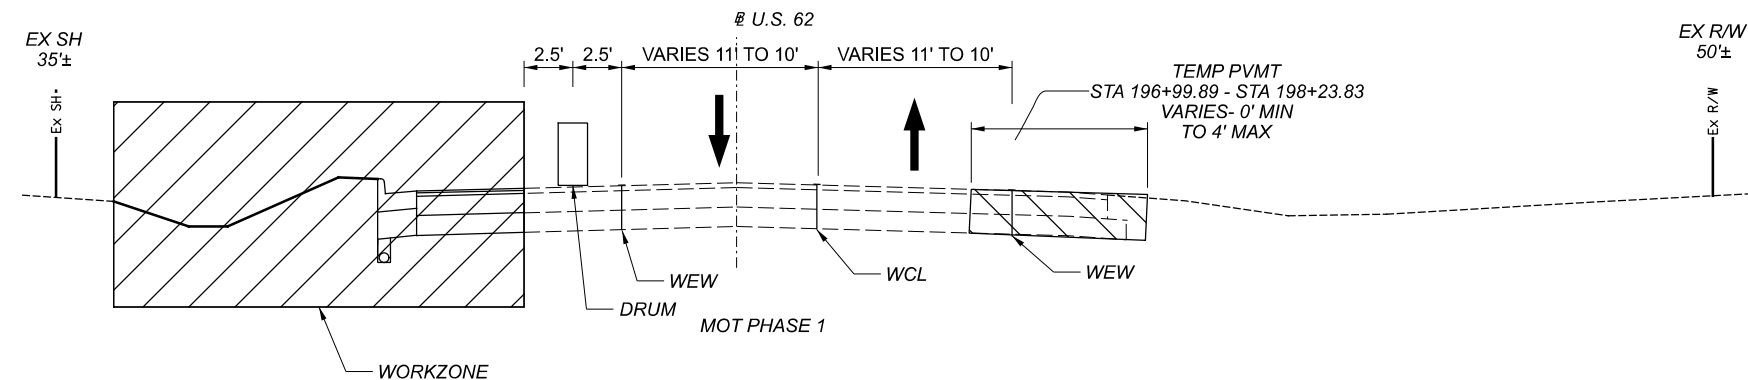 ℄ U.S. 62
EX SH
35'±
EX R/W
50'±
2.5'
2.5'
VARIES 11' TO 10'
VARIES 11' TO 10'
TEMP PVMT
STA 196+99.89 - STA 198+23.83
VARIES- 0' MIN
TO 4' MAX
Ex SH
Ex R/W
WEW
WCL
WEW
DRUM
MOT PHASE 1
WORKZONE